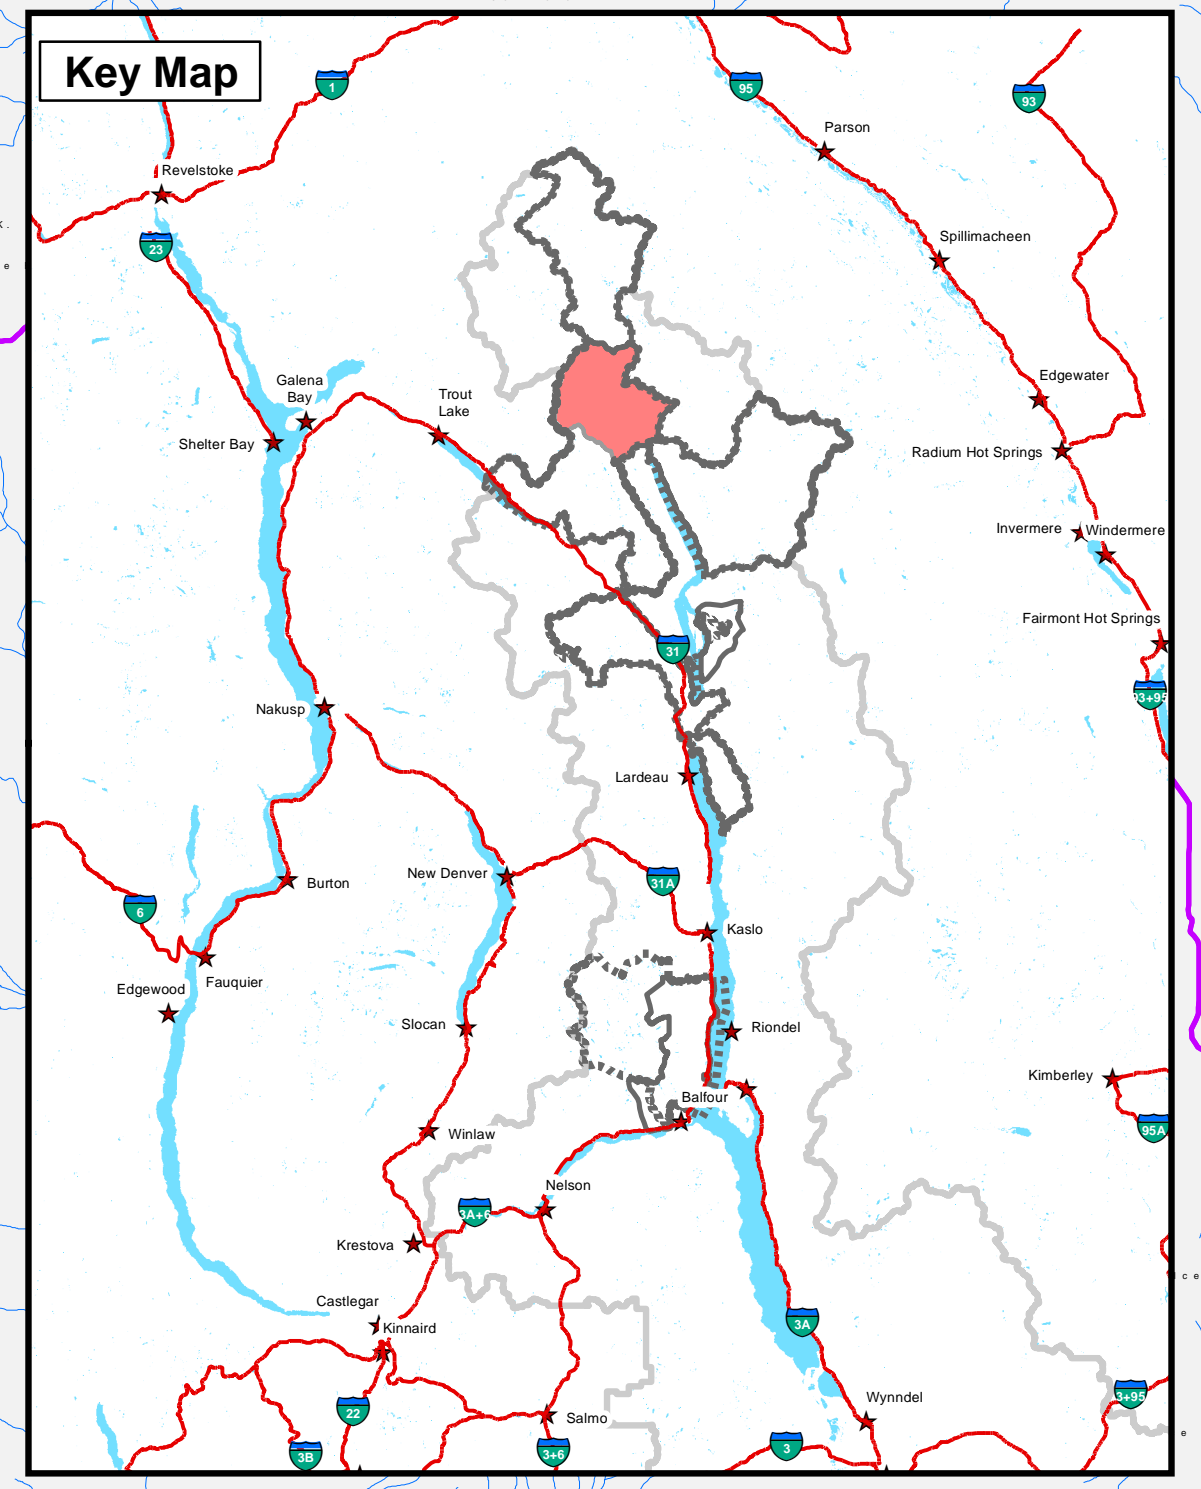 Key Map
1
95
93
Parson
Revelstoke
k.
23
Spillimacheen
e
Galena
Bay
Trout
Lake
Edgewater
Shelter Bay
Radium Hot Springs
Invermere
Windermere
Fairmont Hot Springs
31
93+95
Nakusp
Lardeau
New Denver
31A
Burton
6
Kaslo
Fauquier
Edgewood
Slocan
Riondel
Kimberley
Balfour
95A
Winlaw
Nelson
3A+6
Krestova
I c e
Castlegar
Kinnaird
3A
Wynndel
3+95
22
Salmo
e
3B
3+6
3